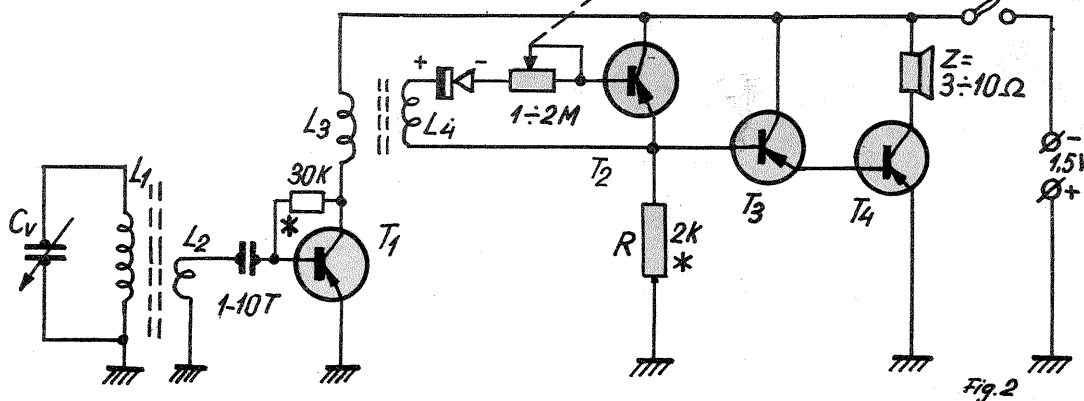 + -
1÷2M
Z=
3÷10Ω
L3
L4
T2
T3
T4
-
1,5V
+
30K
*
T1
L1
L2
Cv
1-10T
R
2K
*
Fig.2